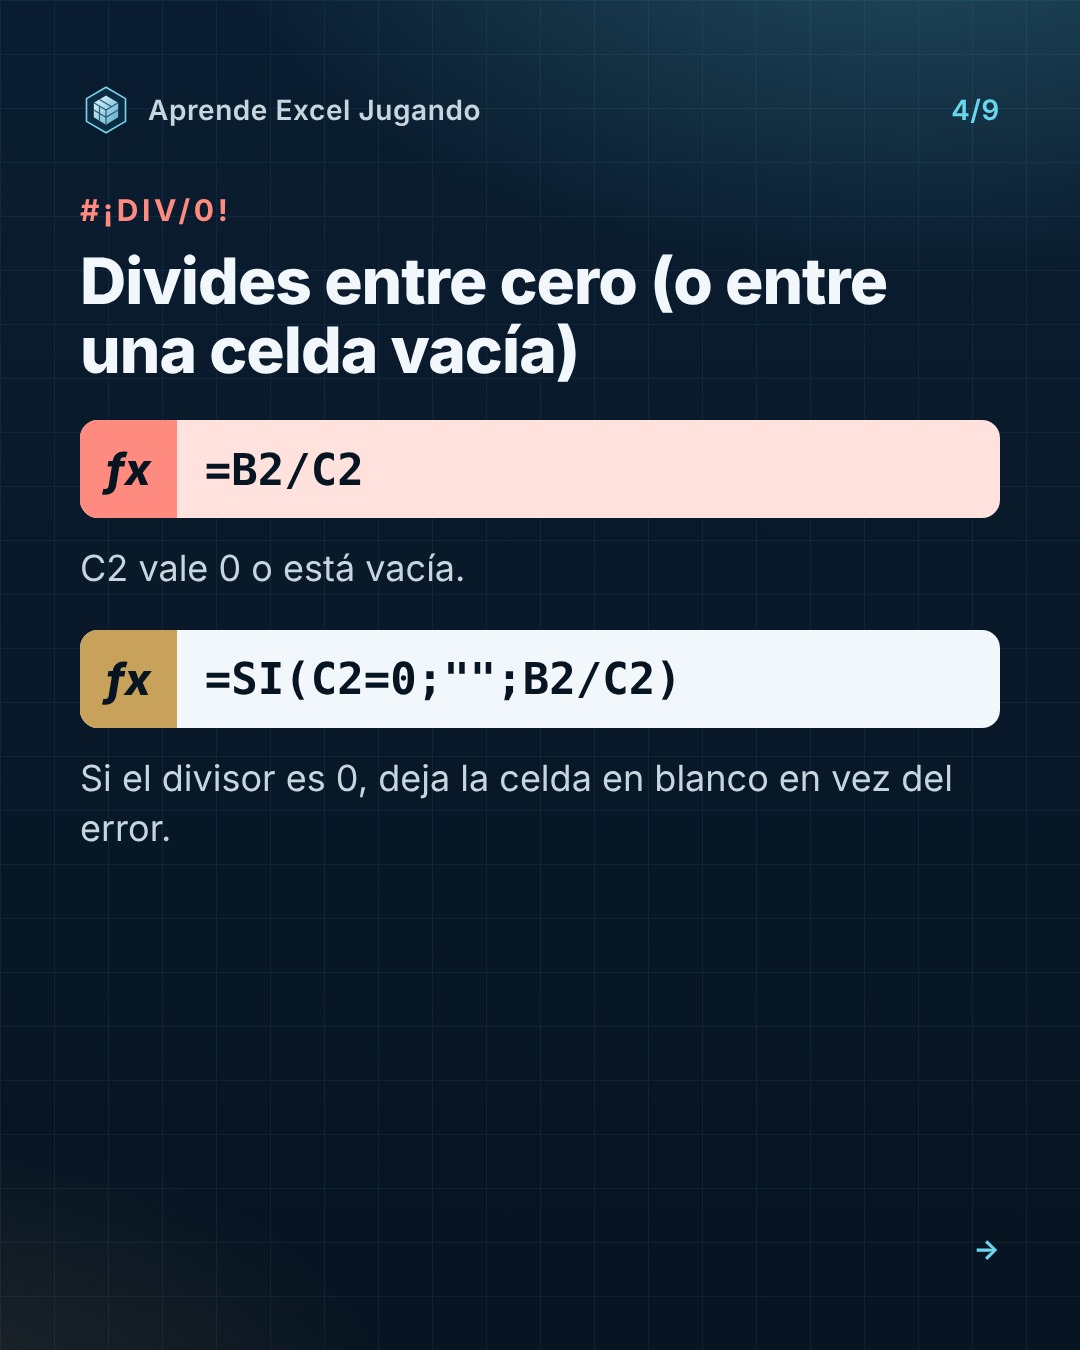 Aprende Excel Jugando
4/9
#¡DIV/0!
Divides entre cero (o entre
una celda vacía)
fx =B2/C2
C2 vale 0 o está vacía.
fx =SI(C2=0;"";B2/C2)
Si el divisor es 0, deja la celda en blanco en vez del
error.
→